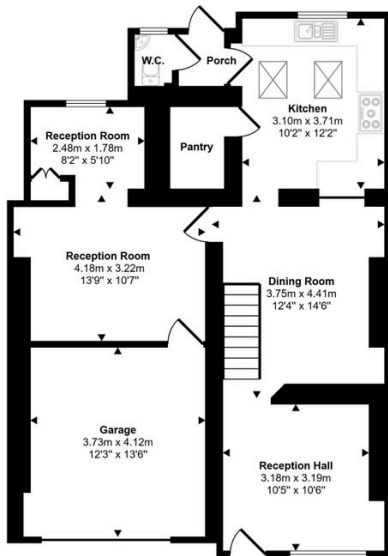 W.C.
Porch
Kitchen
3.10m x 3.71m
10'2" x 12'2"
Reception Room
2.48m x 1.78m
8'2" x 5'10"
Pantry
Reception Room
4.18m x 3.22m
13'9" x 10'7"
Dining Room
3.75m x 4.41m
12'4" x 14'6"
Garage
3.73m x 4.12m
12'3" x 13'6"
Reception Hall
3.18m x 3.19m
10'5" x 10'6"